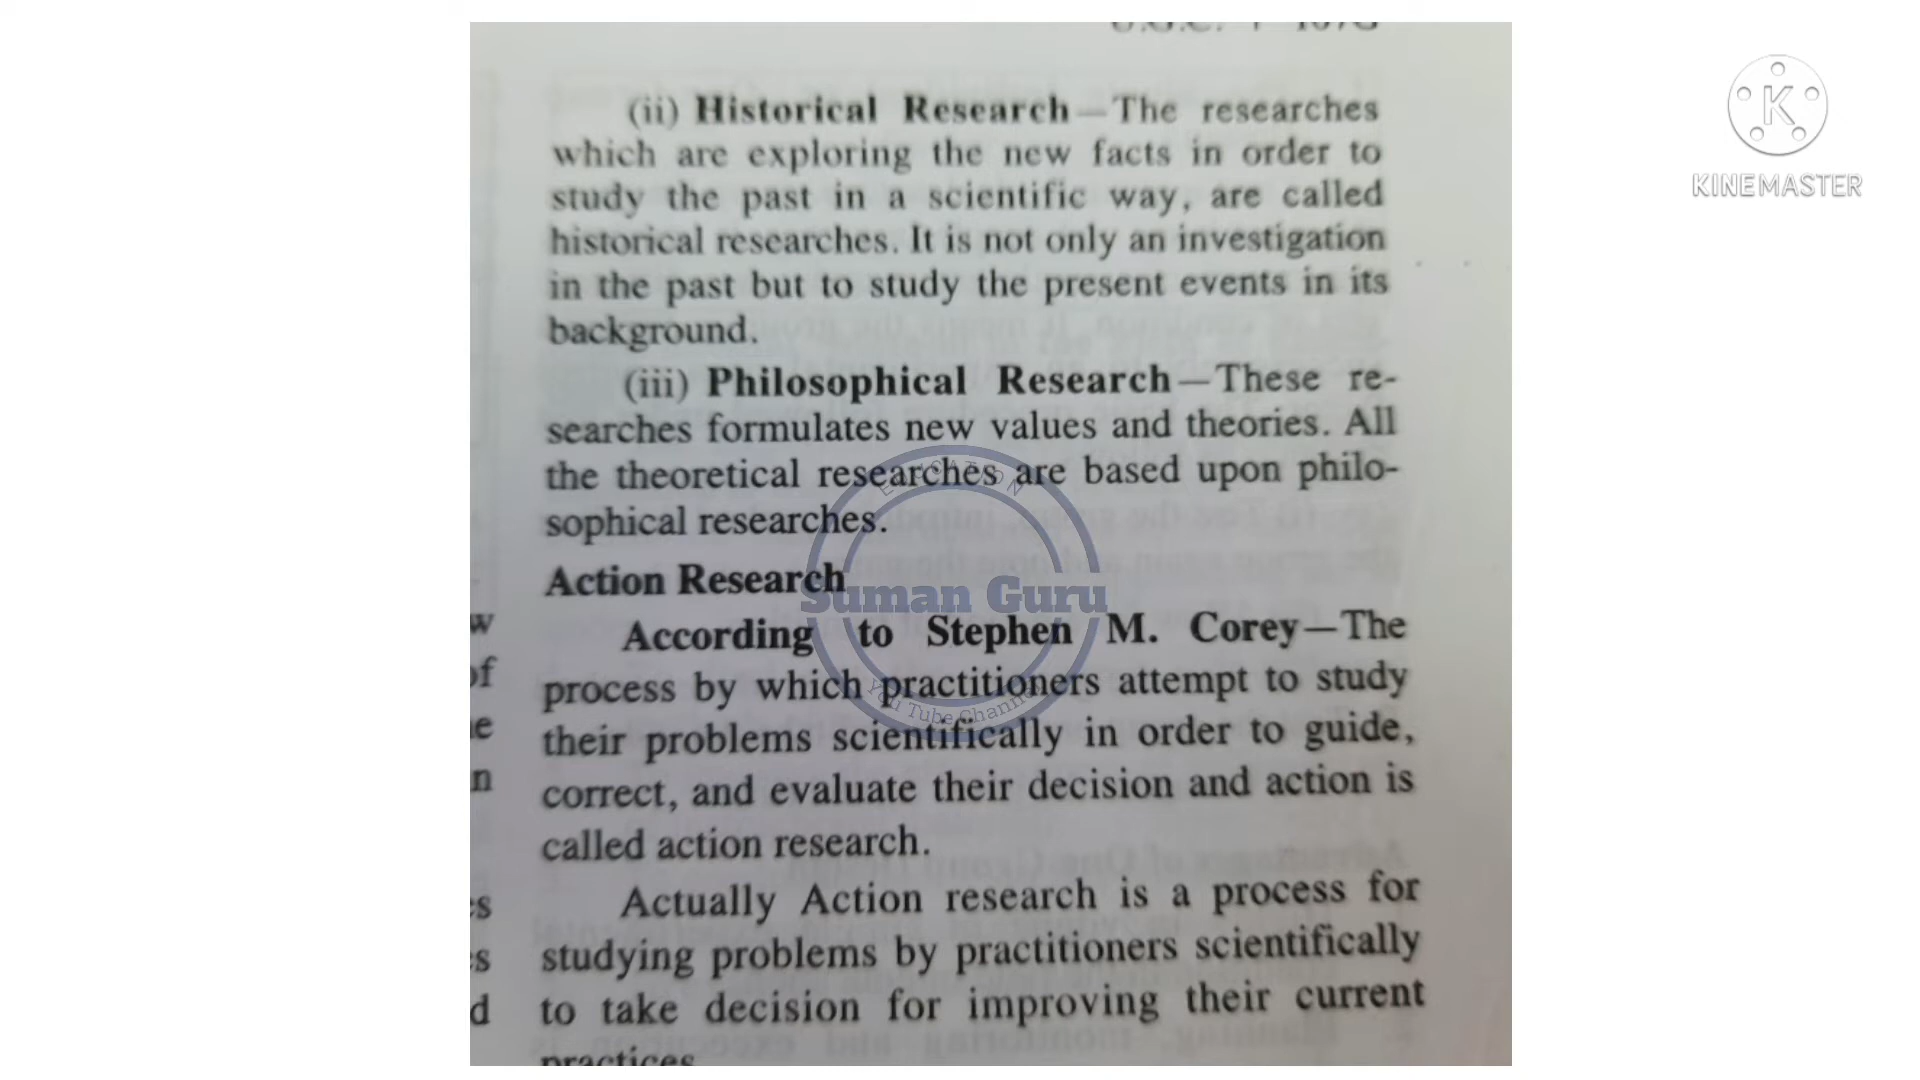 (ii) Historical Research—The researches
which are exploring the new facts in order to
study the past in a scientific way, are called
historical researches. It is not only an investigation
in the past but to study the present events in its
background.
(iii) Philosophical Research—These re-
searches formulates new values and theories. All
the theoretical researches are based upon philo-
sophical researches.
Action Research
According to Stephen M. Corey—The
process by which practitioners attempt to study
their problems scientifically in order to guide,
correct, and evaluate their decision and action is
called action research.
Actually Action research is a process for
studying problems by practitioners scientifically
to take decision for improving their current
practices
EDUCATION
Suman Guru
You Tube Channel
K
KINEMASTER
w
of
e
n
s
s
d